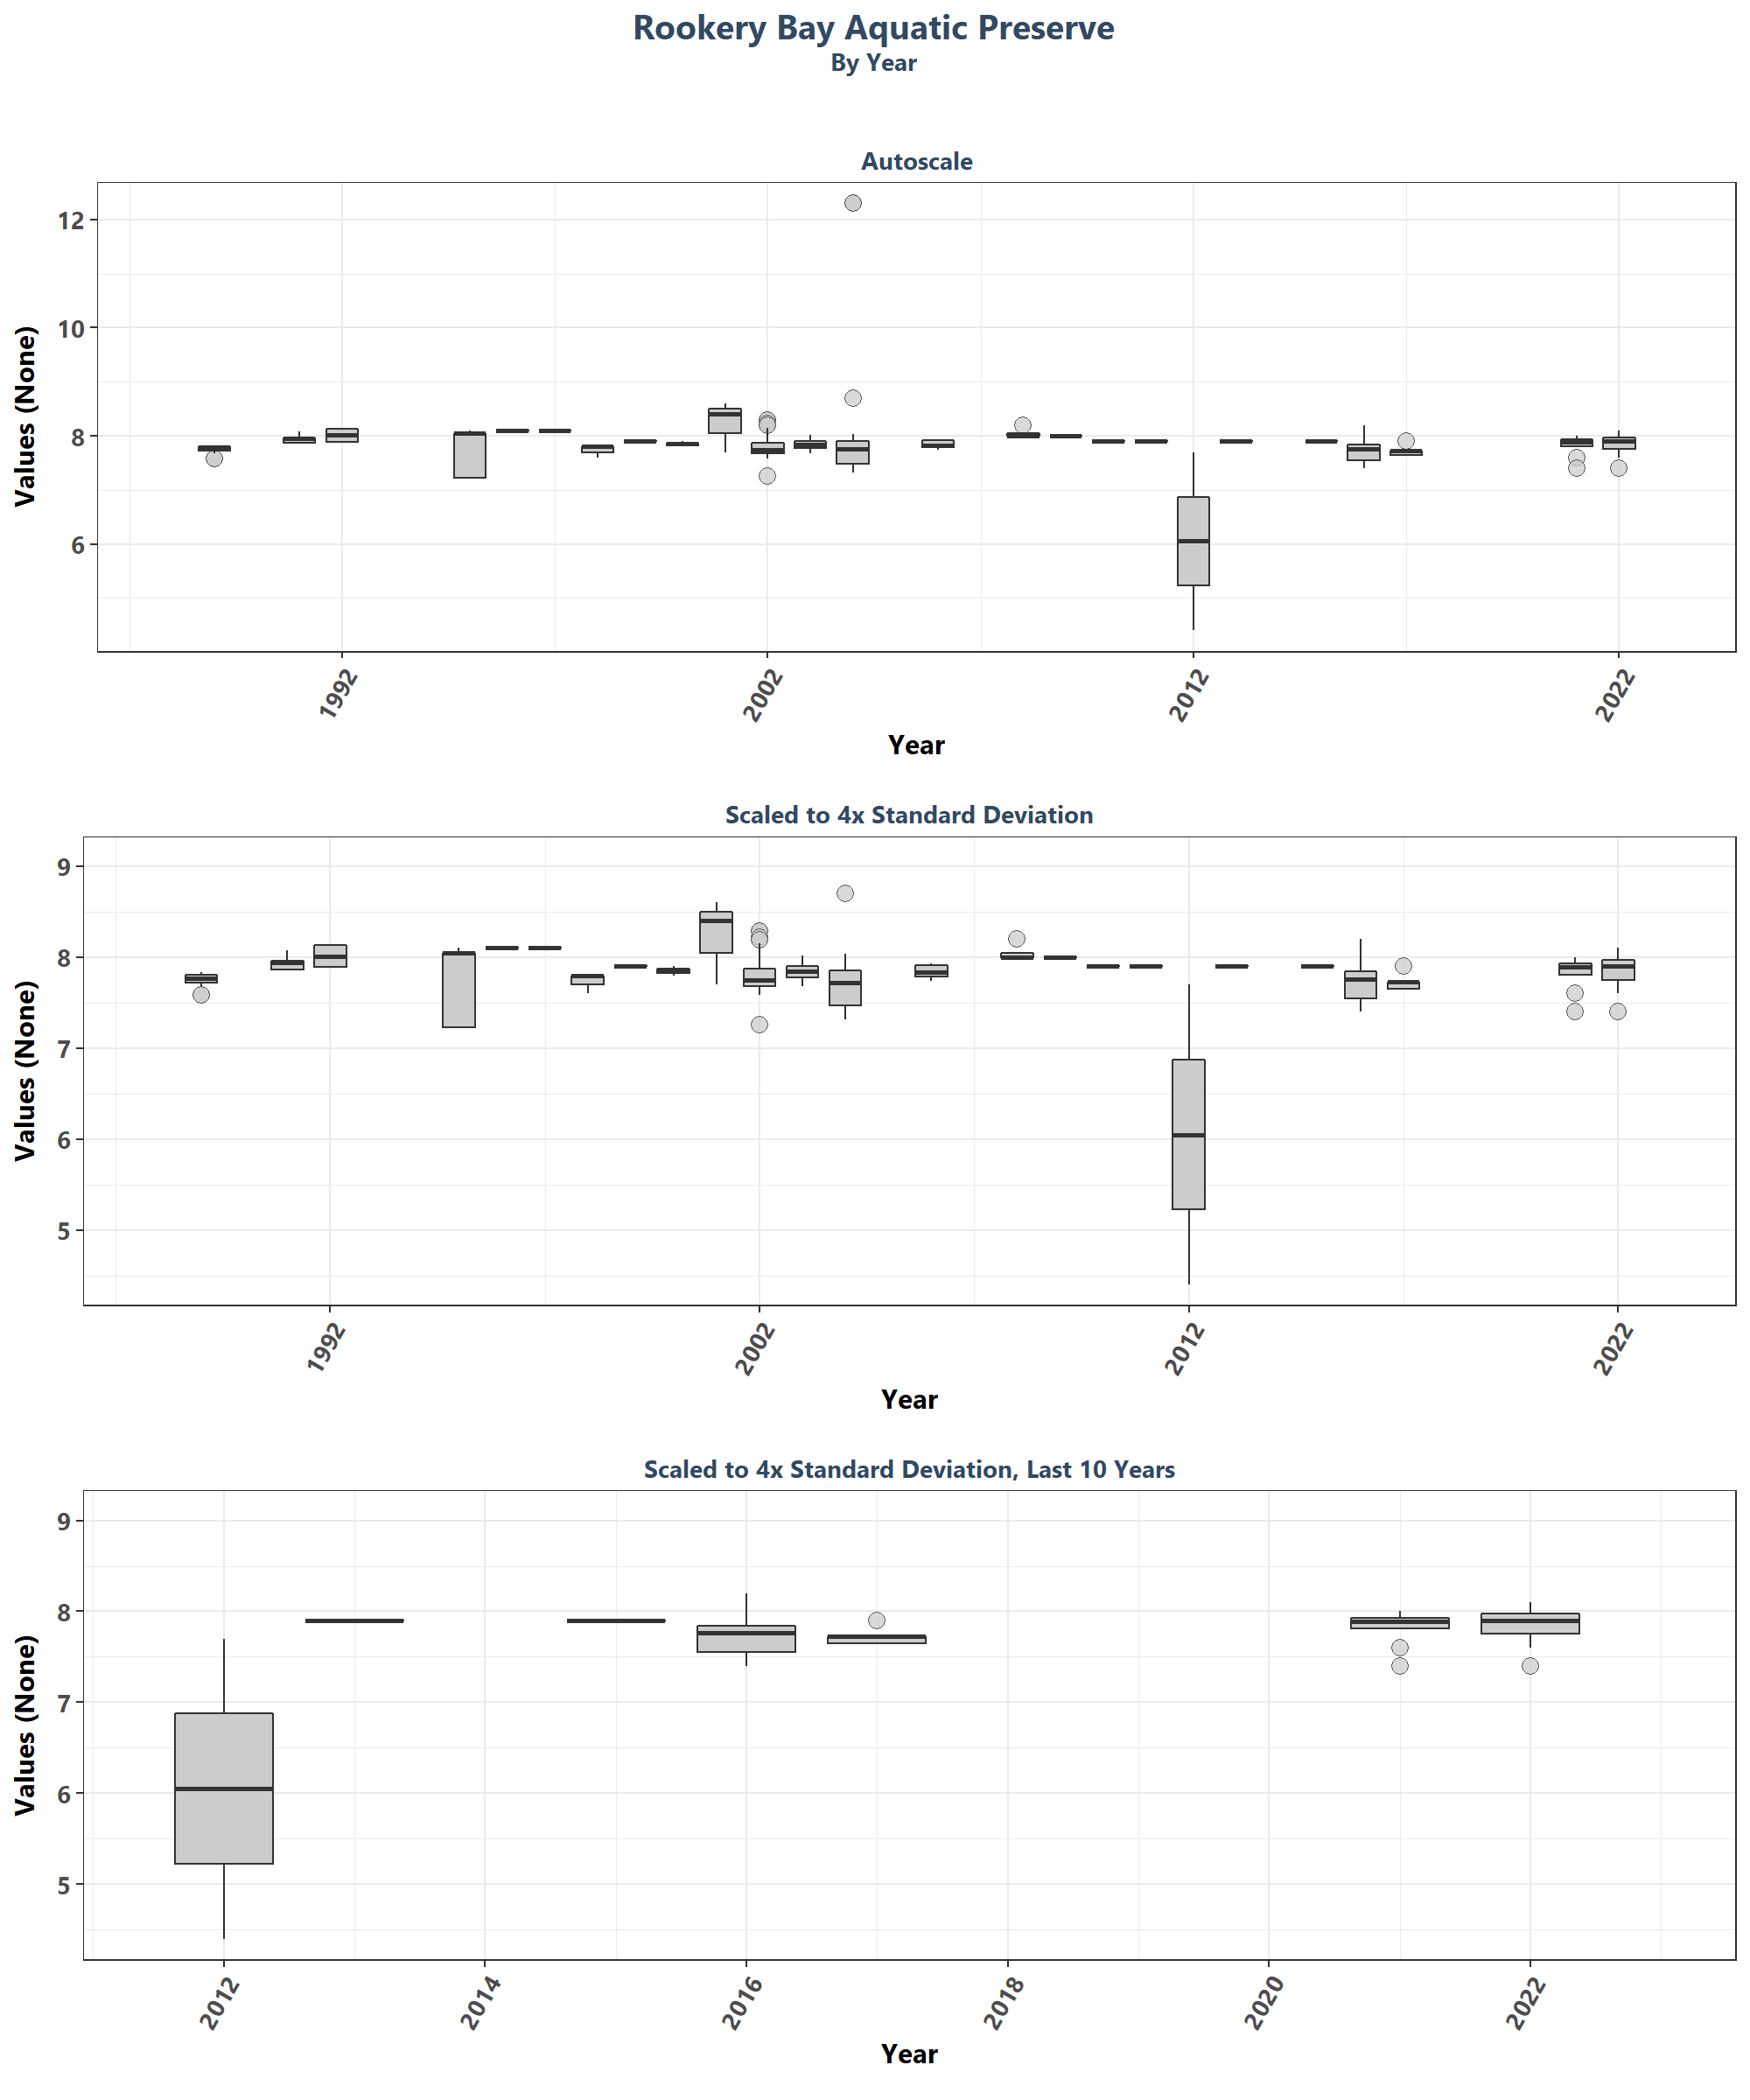 Rookery Bay Aquatic Preserve
By Year
Autoscale
Values (None)
12
10
8
6
1992
2002
2012
2022
Year
Scaled to 4x Standard Deviation
Values (None)
9
8
7
6
5
1992
2002
2012
2022
Year
Scaled to 4x Standard Deviation, Last 10 Years
Values (None)
9
8
7
6
5
2012
2014
2016
2018
2020
2022
Year